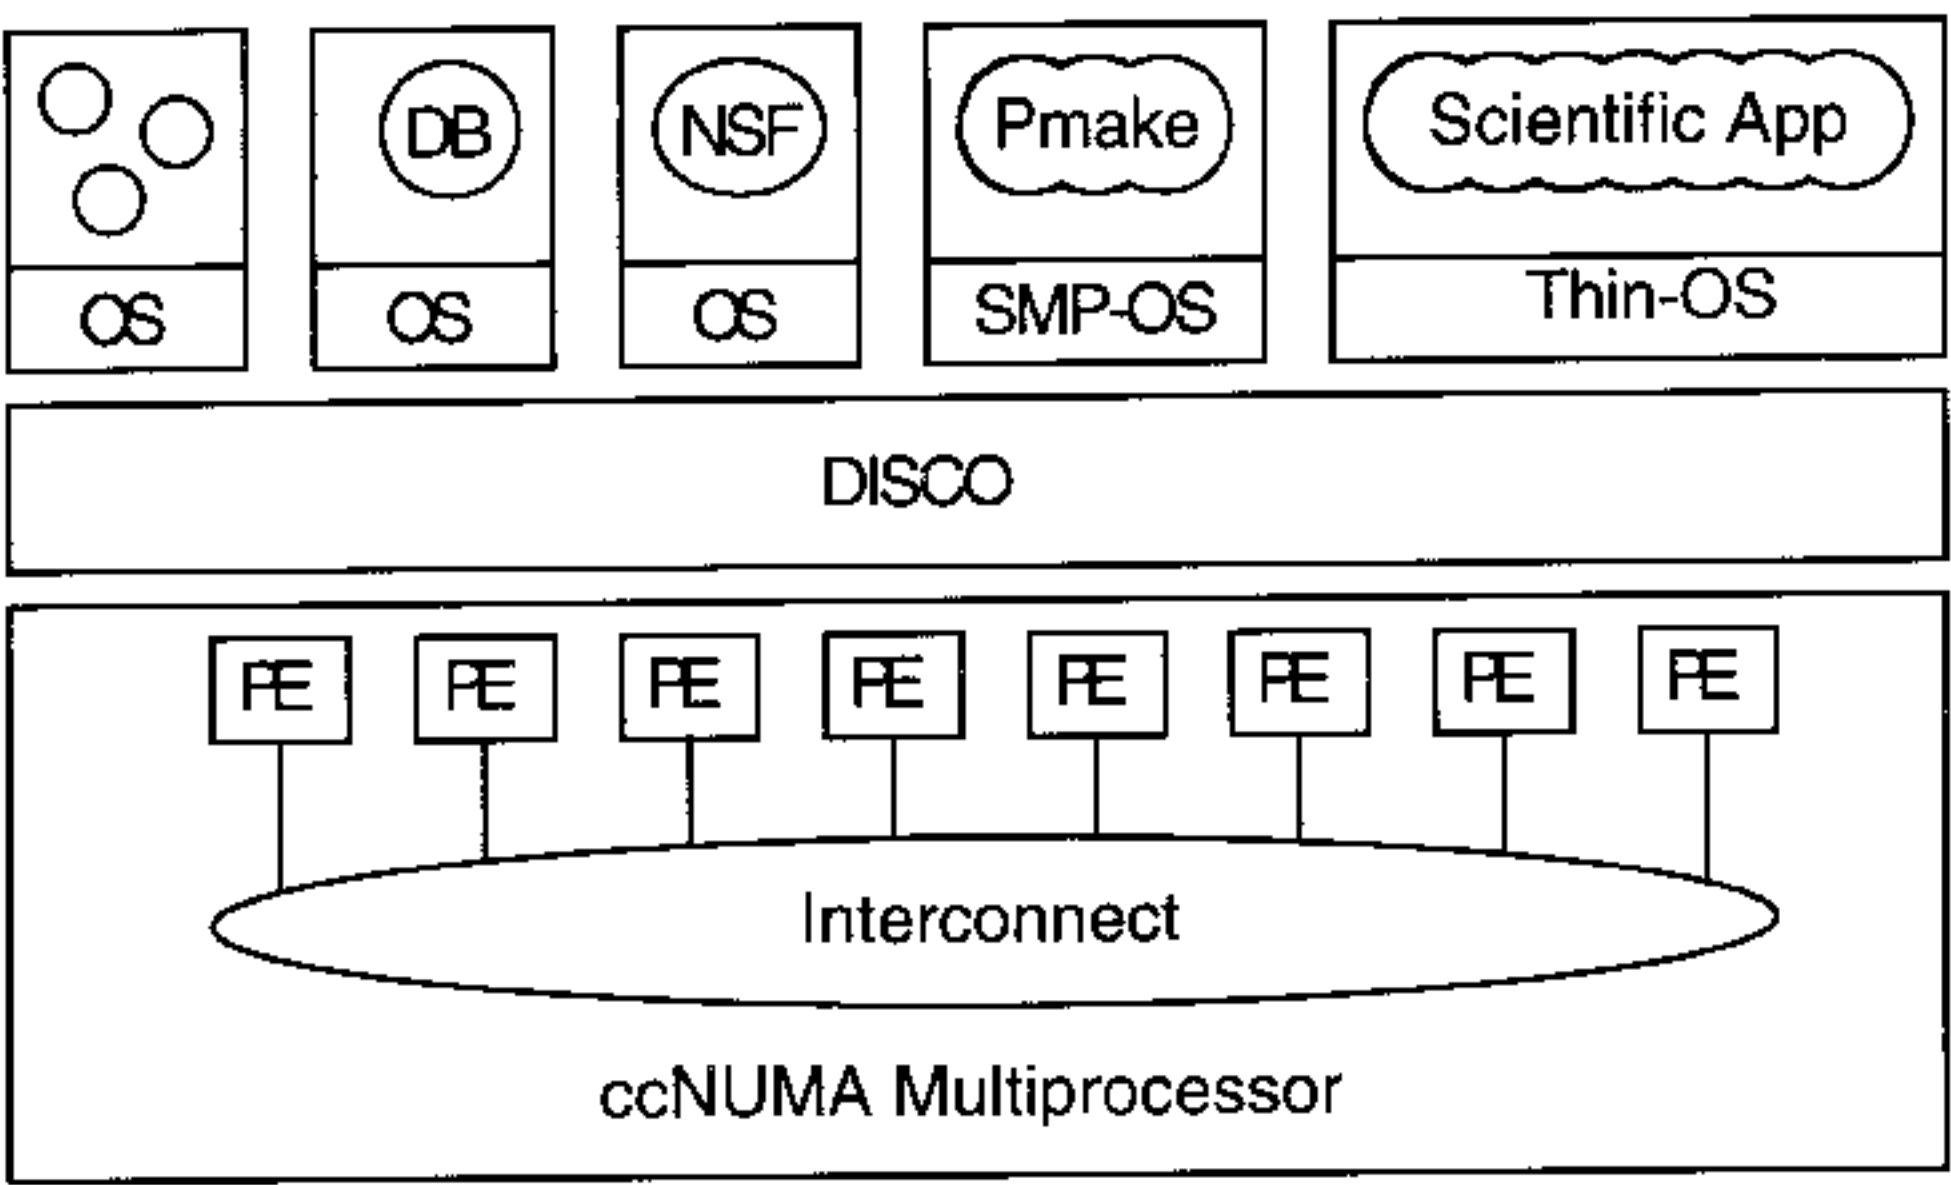 DB
NSF
Pmake
Scientific App
OS
OS
OS
SMP-OS
Thin-OS
DISCO
PE
PE
PE
PE
PE
PE
PE
PE
Interconnect
ccNUMA Multiprocessor